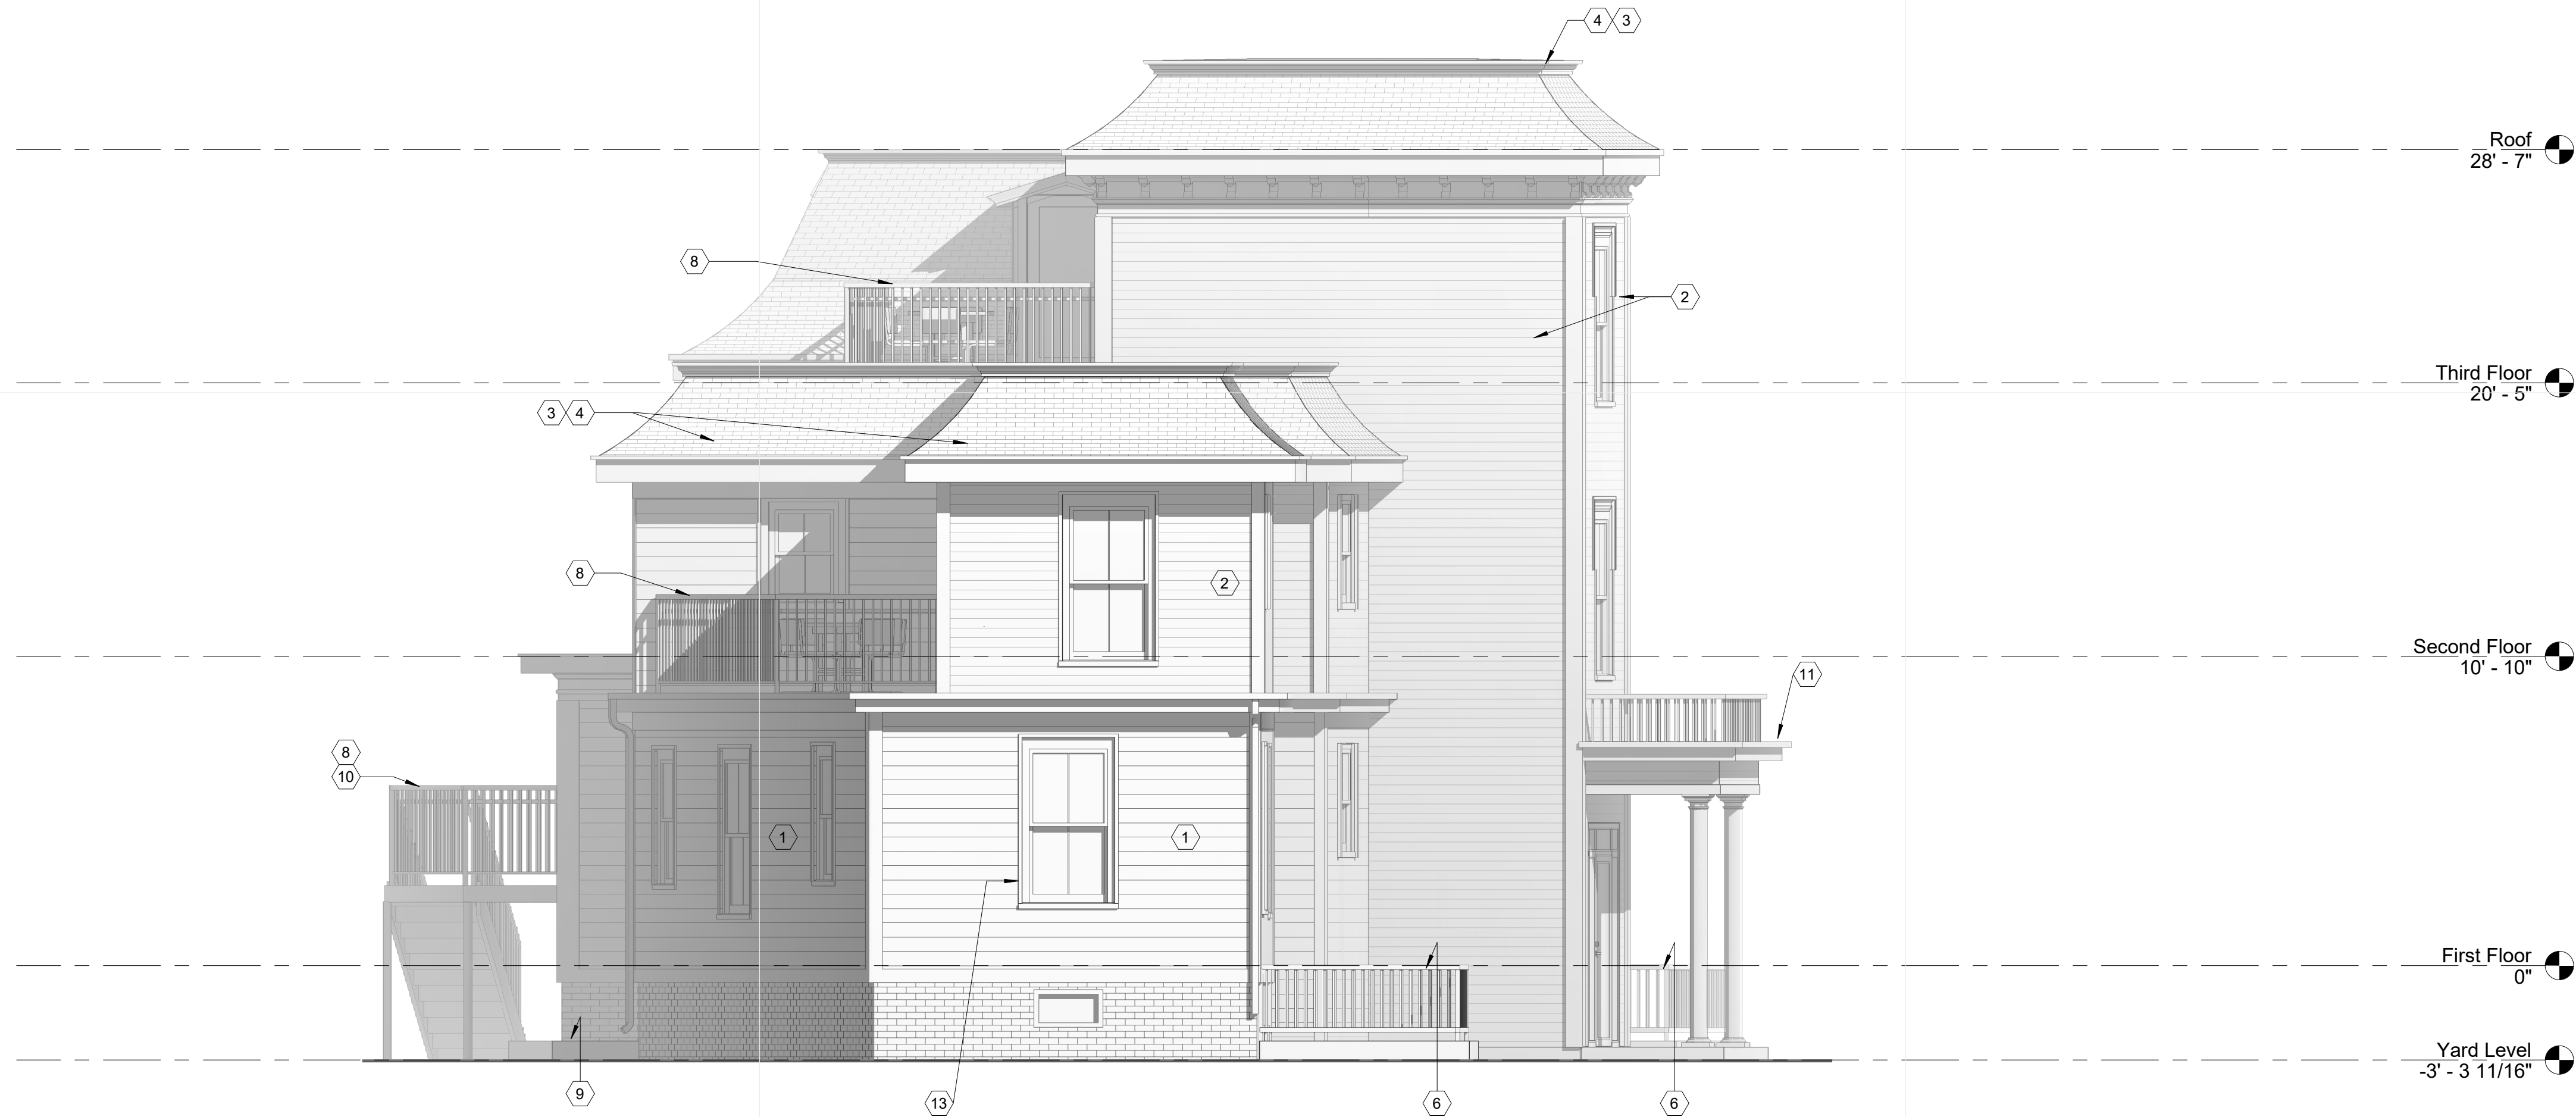 4 3
Roof
28' - 7"
8
2
Third Floor
20' - 5"
3 4
8
2
Second Floor
10' - 10"
11
8
10
1
1
First Floor
0"
Yard Level
-3' - 3 11/16"
9
13
6
6